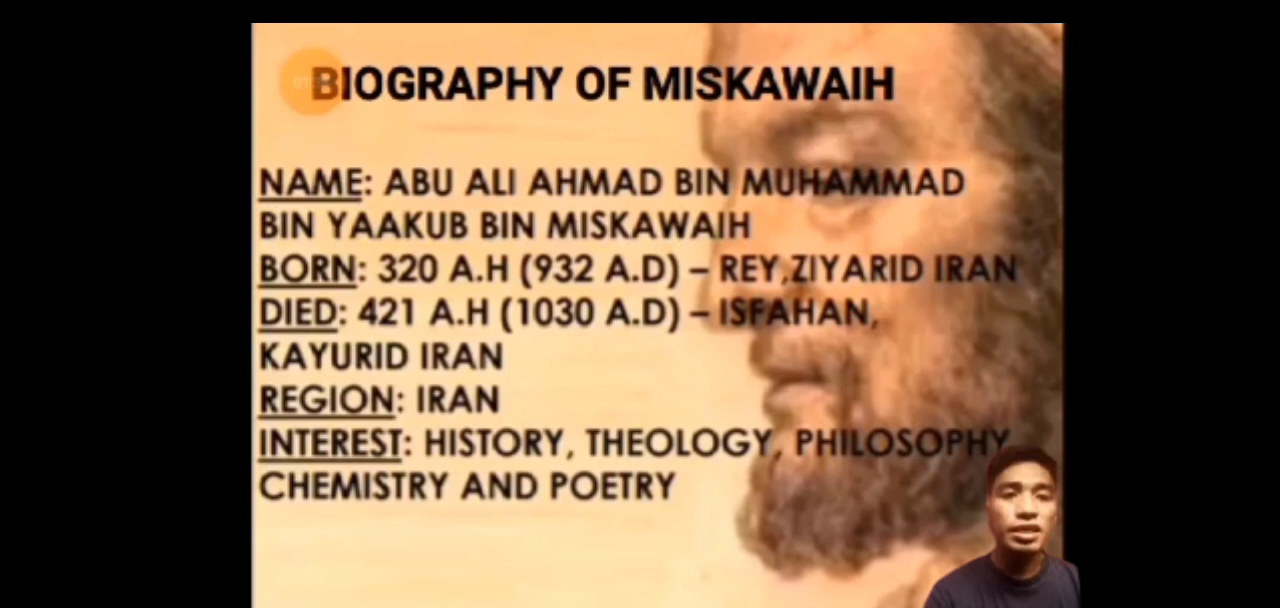 BIOGRAPHY OF MISKAWAIH
NAME: ABU ALI AHMAD BIN MUHAMMAD
BIN YAAKUB BIN MISKAWAIH
BORN: 320 A.H (932 A.D) – REY,ZIYARID IRAN
DIED: 421 A.H (1030 A.D) – ISFAHAN,
KAYURID IRAN
REGION: IRAN
INTEREST: HISTORY, THEOLOGY, PHILOSOPHY
CHEMISTRY AND POETRY